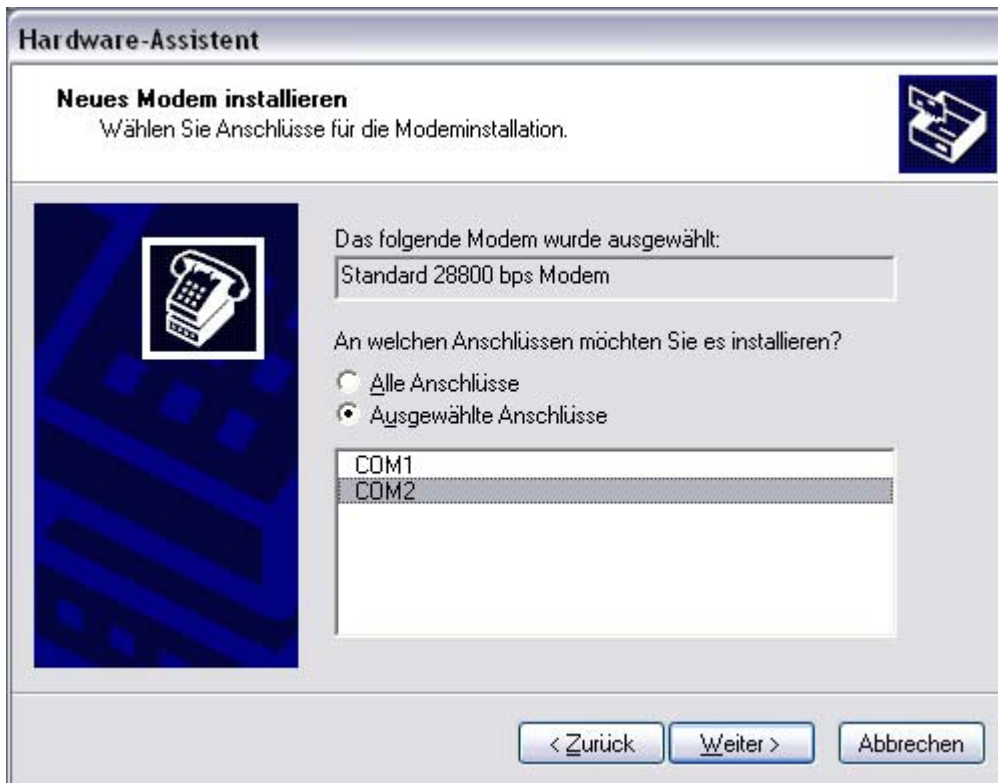 Hardware-Assistent
Neues Modem installieren
Wählen Sie Anschlüsse für die Modeminstallation.
Das folgende Modem wurde ausgewählt:
Standard 28800 bps Modem
An welchen Anschlüssen möchten Sie es installieren?
Alle Anschlüsse
Ausgewählte Anschlüsse
COM1
COM2
< Zurück Weiter > Abbrechen